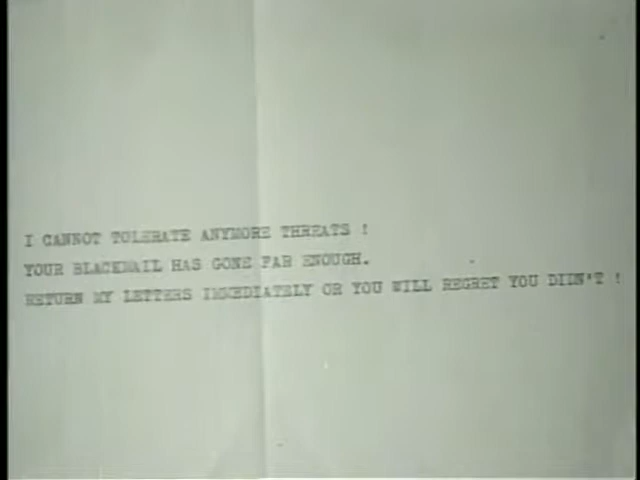 I CANNOT TOLERATE ANYMORE THREATS !
YOUR BLACKMAIL HAS GONE FAR ENOUGH.
RETURN MY LETTERS IMMEDIATELY OR YOU WILL REGRET YOU DIDN'T !